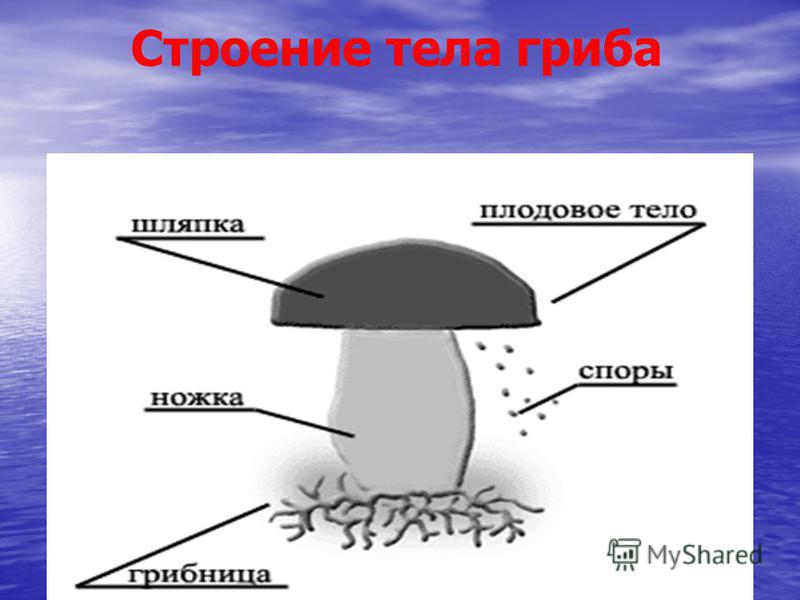 Строение тела гриба
плодовое тело
шляпка
споры
ножка
грибница
MyShared